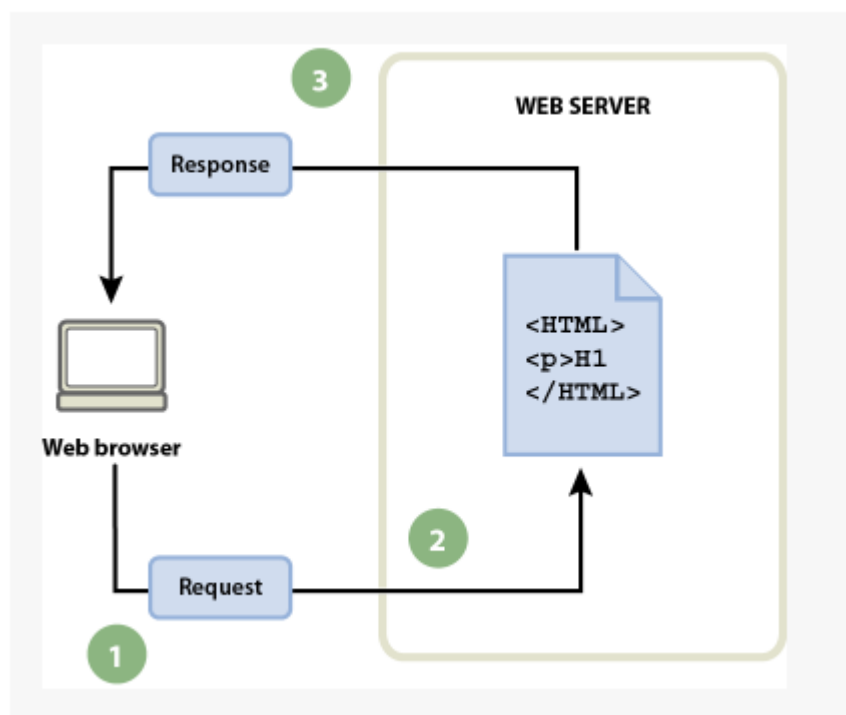 3
WEB SERVER
Response
<HTML>
<p>H1
</HTML>
Web browser
2
Request
1